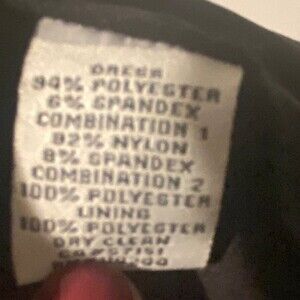 DRESS
94% POLYESTER
6% SPANDEX
COMBINATION 1
92% NYLON
8% SPANDEX
COMBINATION 2
100% POLYESTER
LINING
100% POLYESTER
DRY CLEAN